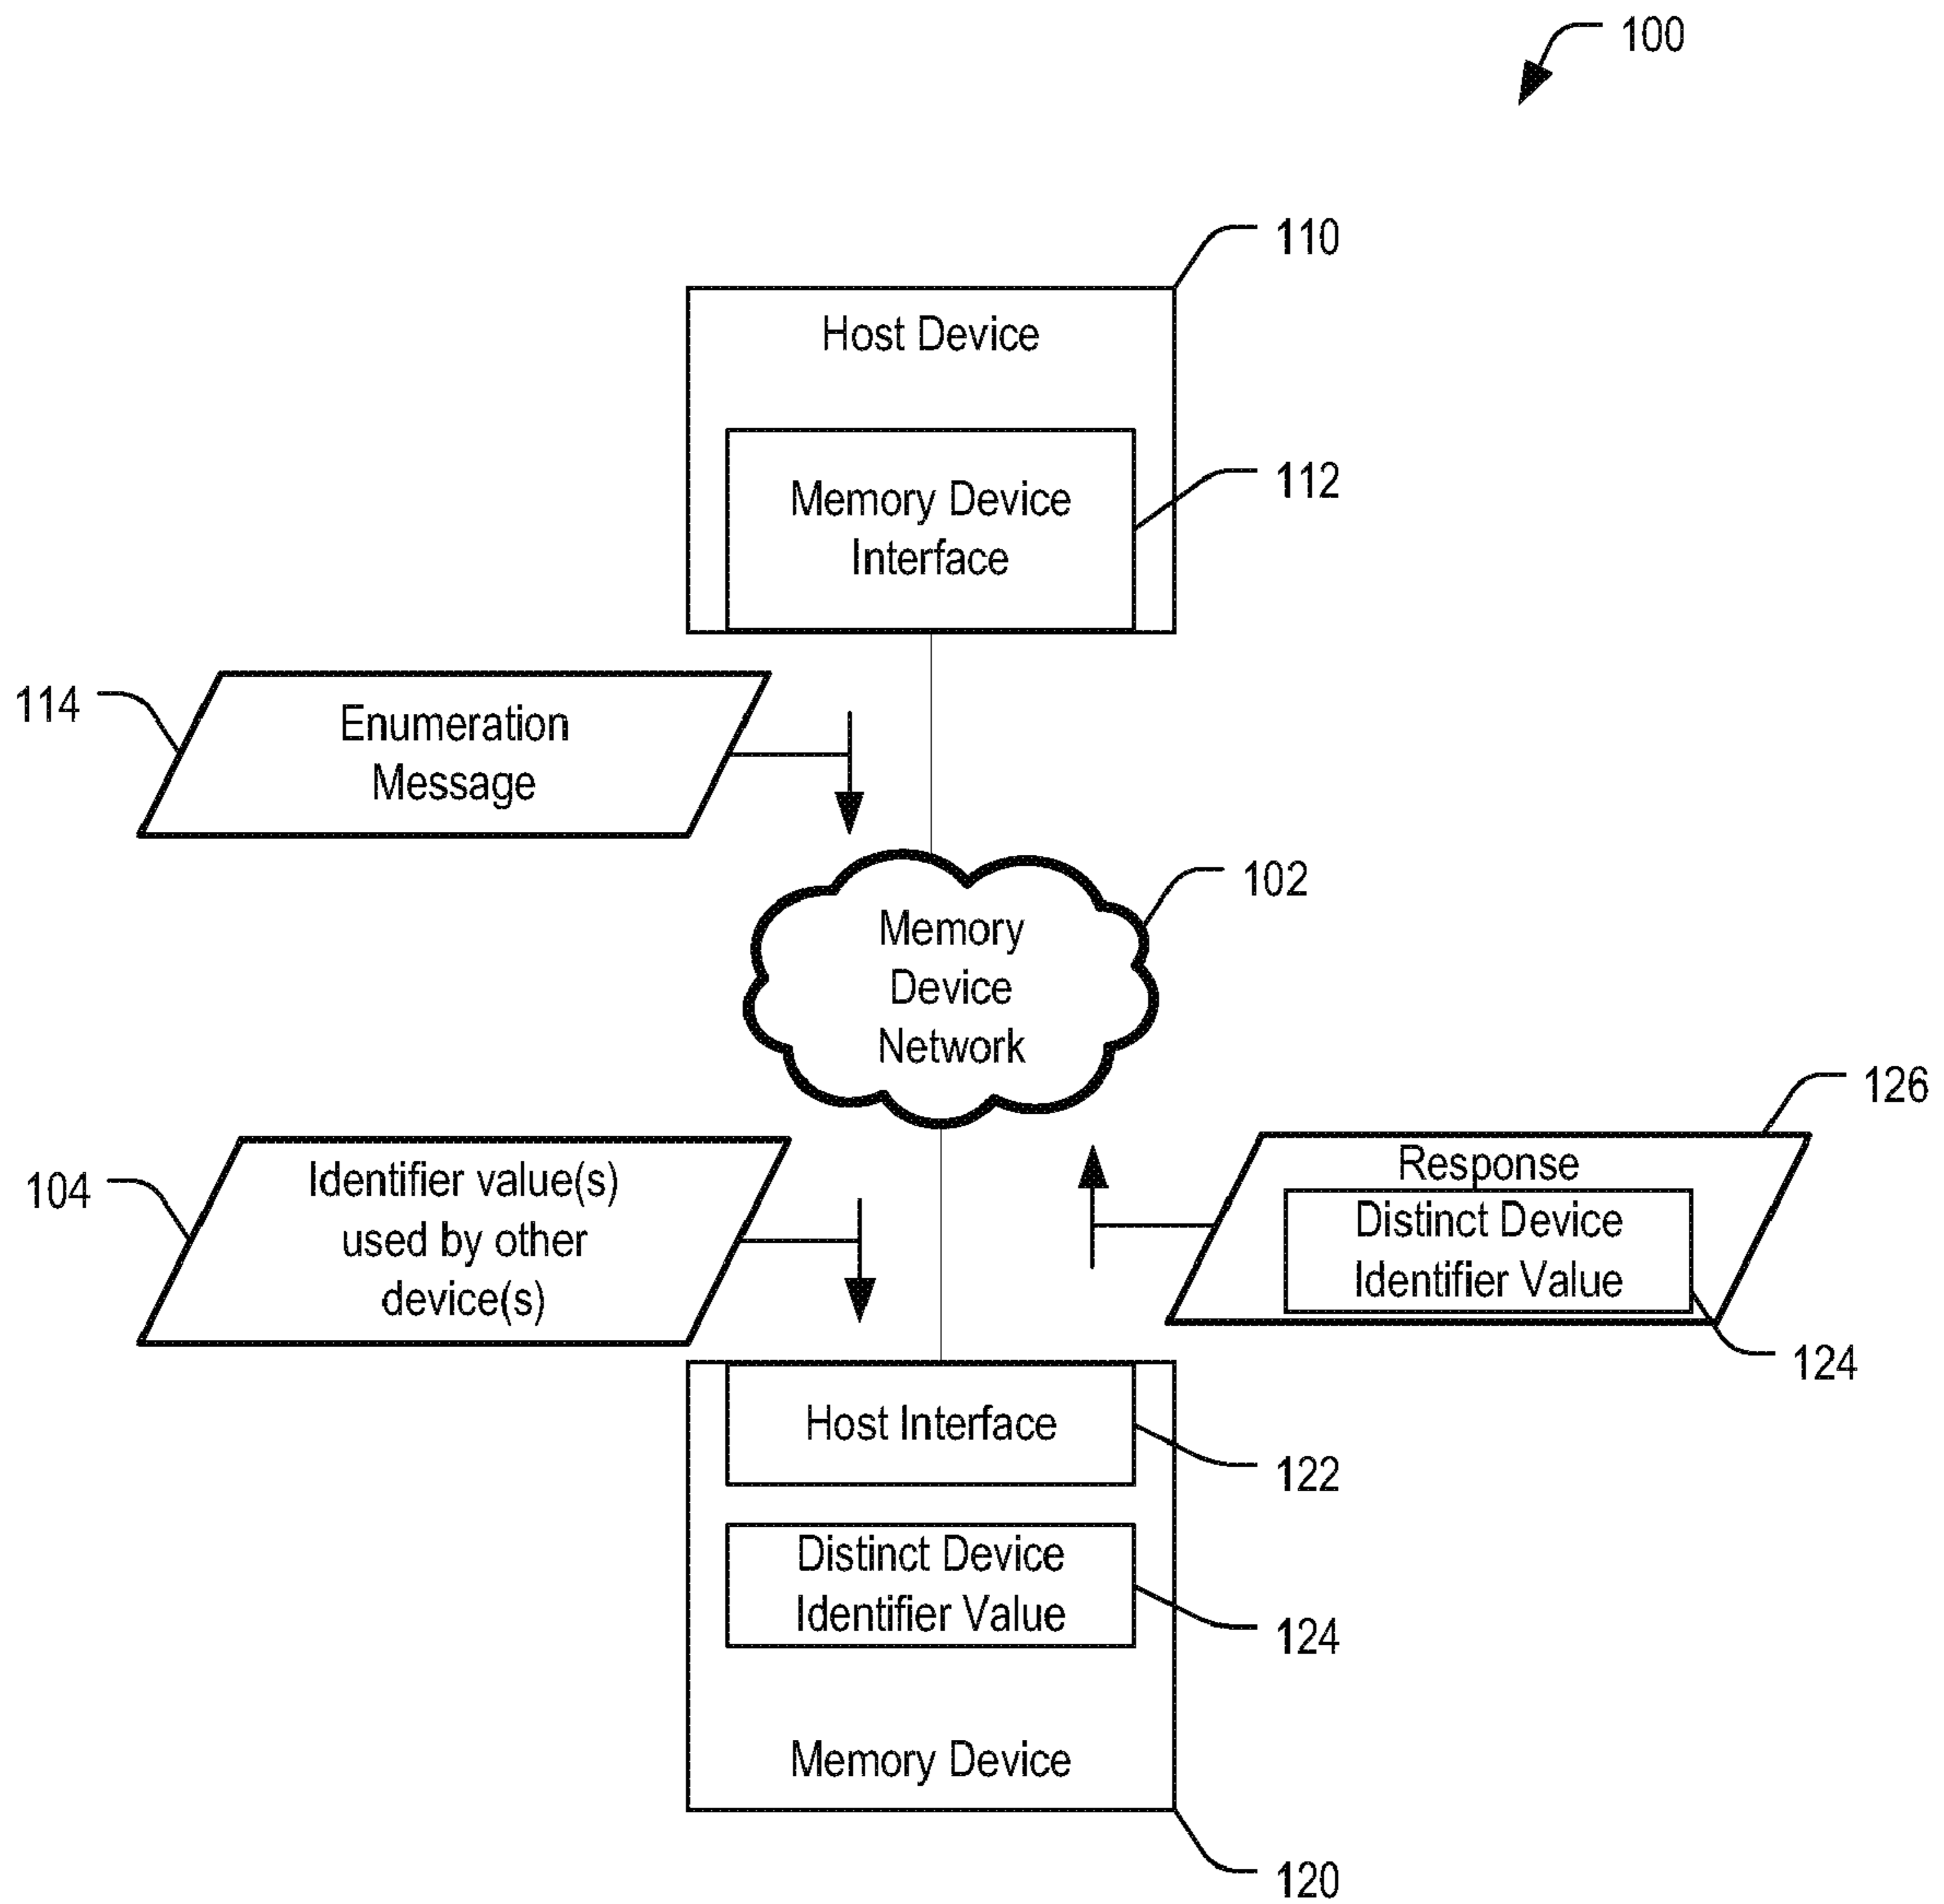 100
110
Host Device
Memory Device
Interface
112
114
Enumeration
Message
102
Memory
Device
Network
104
Identifier value(s)
used by other
device(s)
126
Response
Distinct Device
Identifier Value
124
Host Interface
122
Distinct Device
Identifier Value
124
Memory Device
120